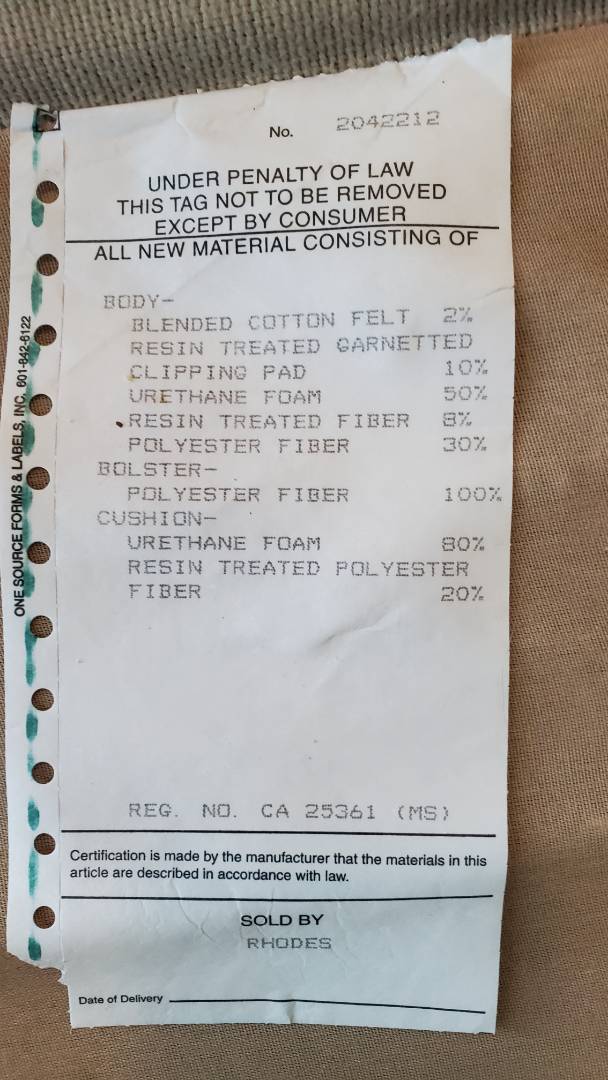 No. 2042212
UNDER PENALTY OF LAW
THIS TAG NOT TO BE REMOVED
EXCEPT BY CONSUMER
ALL NEW MATERIAL CONSISTING OF
BODY-
BLENDED COTTON FELT 2%
RESIN TREATED GARNETTED
CLIPPING PAD 10%
URETHANE FOAM 50%
RESIN TREATED FIBER 8%
POLYESTER FIBER 30%
BOLSTER-
POLYESTER FIBER 100%
CUSHION-
URETHANE FOAM 80%
RESIN TREATED POLYESTER
FIBER 20%
REG. NO. CA 25361 (MS)
Certification is made by the manufacturer that the materials in this
article are described in accordance with law.
SOLD BY
RHODES
Date of Delivery
ONE SOURCE FORMS & LABELS, INC. 601-842-6122